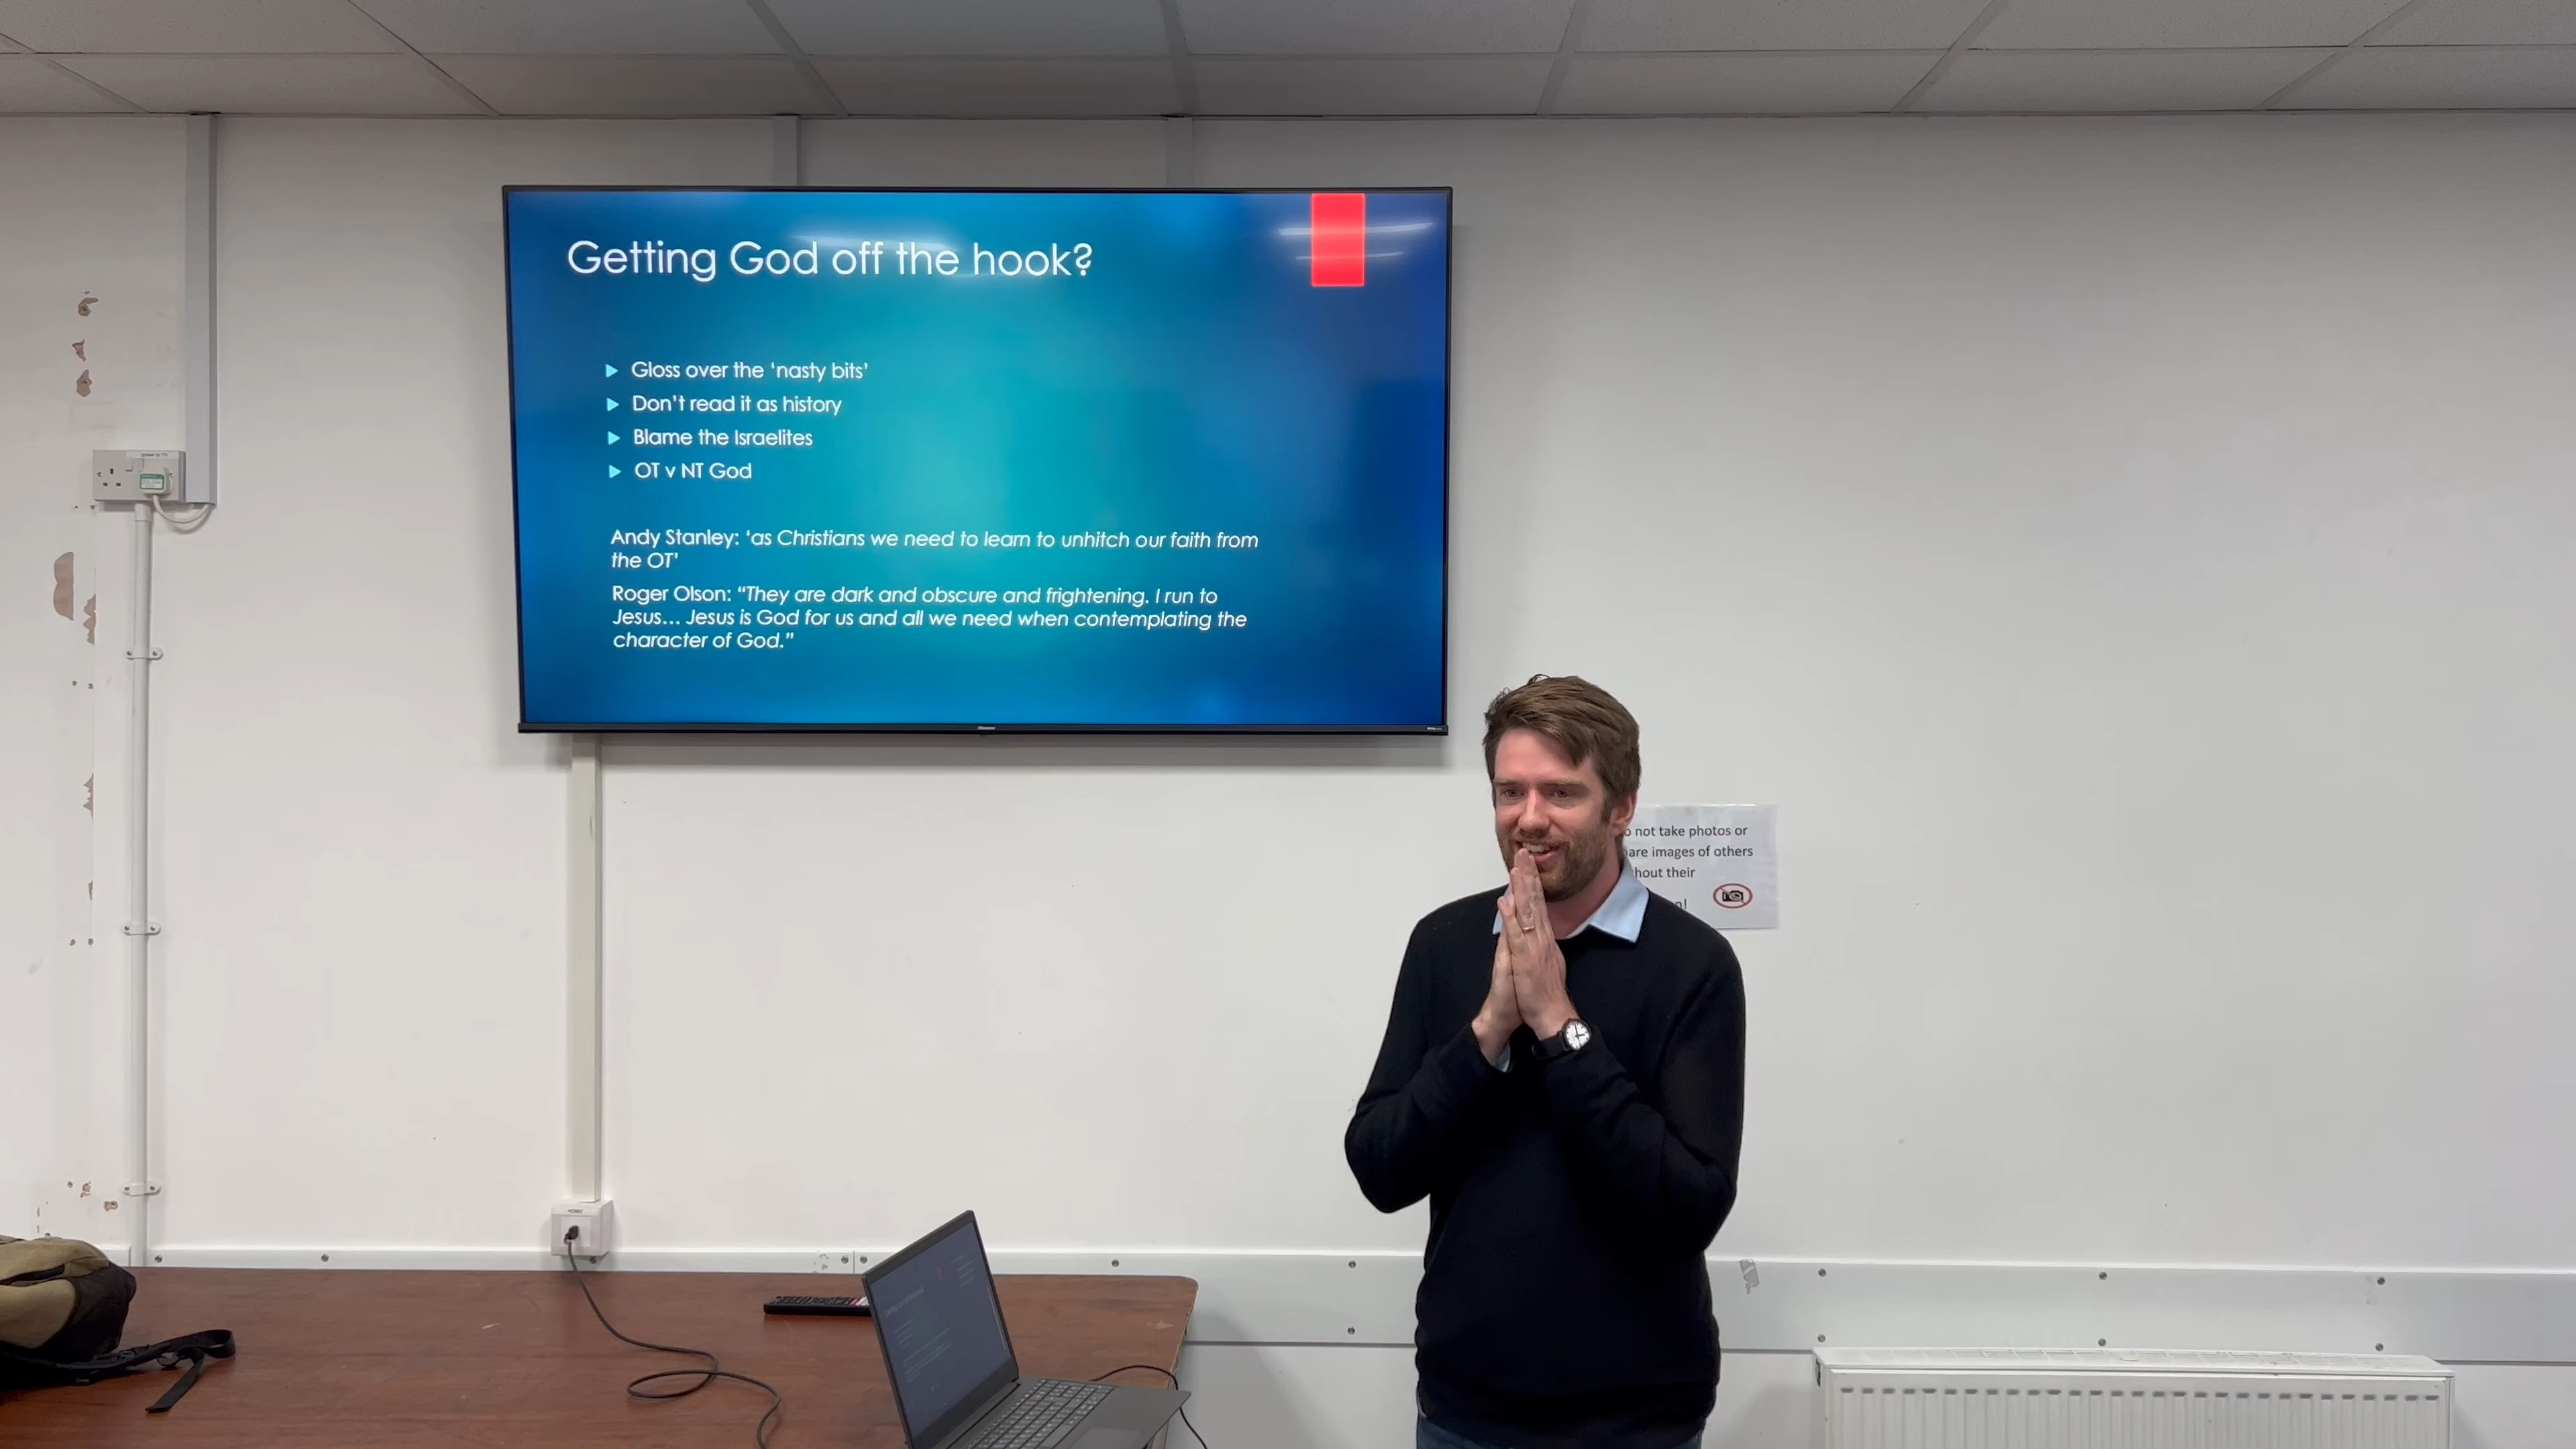 Getting God off the hook?
Gloss over the ‘nasty bits’
Don’t read it as history
Blame the Israelites
OT v NT God
Andy Stanley: ‘as Christians we need to learn to unhitch our faith from
the OT’
Roger Olson: “They are dark and obscure and frightening. I run to
Jesus… Jesus is God for us and all we need when contemplating the
character of God.”
not take photos or
images of others
their
HDMI